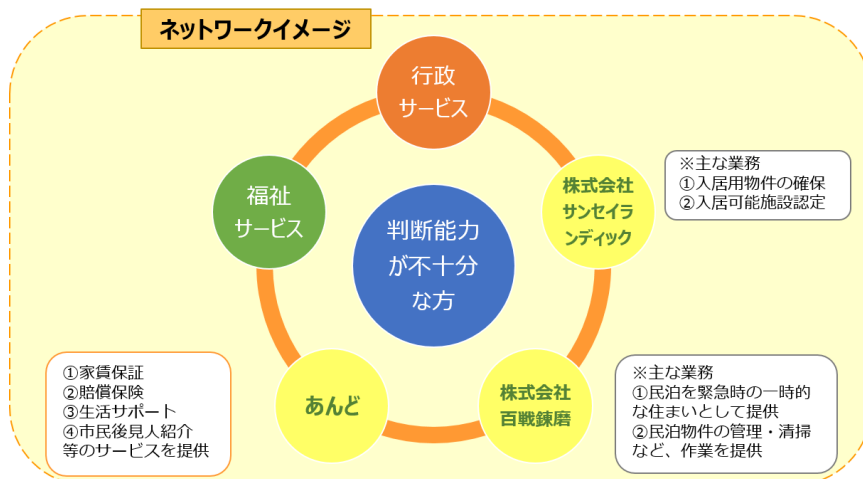 ネットワークイメージ
行政
サービス
福祉
サービス
株式会社
サンセイラ
ンディック
※主な業務
①入居用物件の確保
②入居可能施設認定
判断能力
が不十分
な方
①家賃保証
②賠償保険
③生活サポート
④市民後見人紹介
等のサービスを提供
あんど
株式会社
百戦錬磨
※主な業務
①民泊を緊急時の一時的
な住まいとして提供
②民泊物件の管理・清掃
など、作業を提供